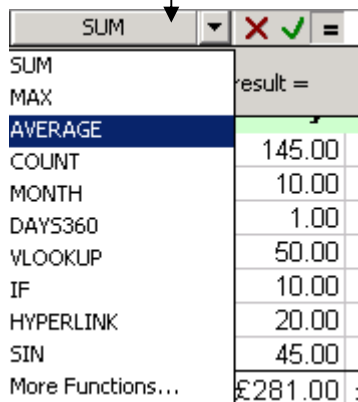 SUM =
SUM
result =
MAX
AVERAGE
COUNT 145.00
MONTH 10.00
DAYS360 1.00
VLOOKUP 50.00
IF 10.00
HYPERLINK 20.00
SIN 45.00
More Functions... £281.00